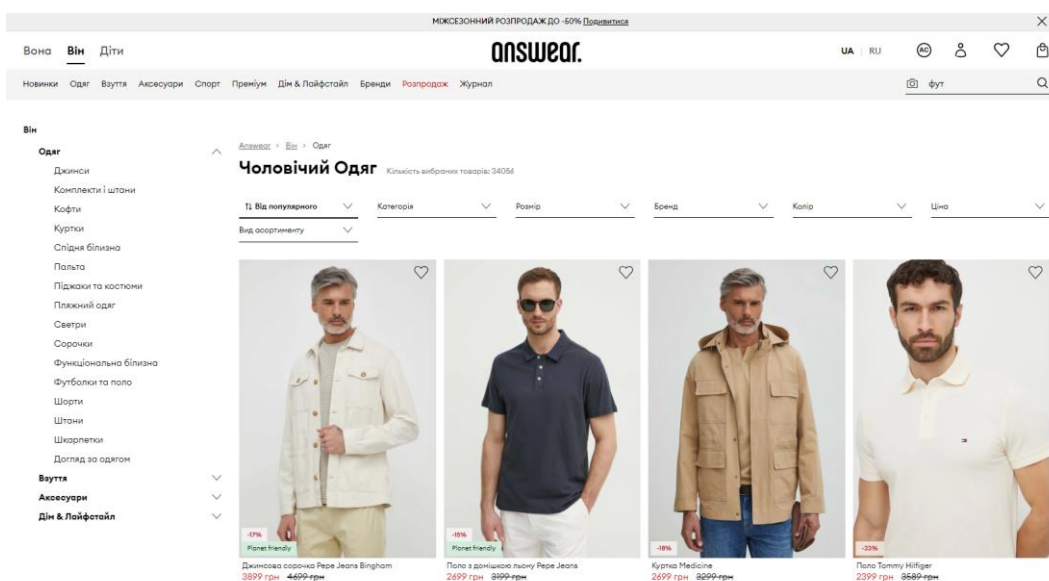 МІЖСЕЗОННИЙ РОЗПРОДАЖ ДО -50% Подивитися
Вона Він Діти
answear.
UA | RU
AC
Новинки Одяг Взуття Аксесуари Спорт Преміум Дім & Лайфстайл Бренди Розпродаж Журнал
фут
Він
Одяг
Джинси
Комплекти і штани
Кофти
Куртки
Спідня білизна
Пальта
Піджаки та костюми
Пляжний одяг
Светри
Сорочки
Функціональна білизна
Футболки та поло
Шорти
Штани
Шкарпетки
Догляд за одягом
Взуття
Аксесуари
Дім & Лайфстайл
Answear > Він > Одяг
Чоловічий Одяг Кількість вибраних товарів: 34056
Від популярного Категорія Розмір Бренд Колір Ціна
Вид асортименту
-17%
Planet friendly
Джинсова сорочка Pepe Jeans Bingham
3899 грн 4699 грн
-15%
Planet friendly
Поло з домішкою льону Pepe Jeans
2699 грн 3199 грн
-18%
Куртка Medicine
2699 грн 3299 грн
-33%
Поло Tommy Hilfiger
2399 грн 3589 грн